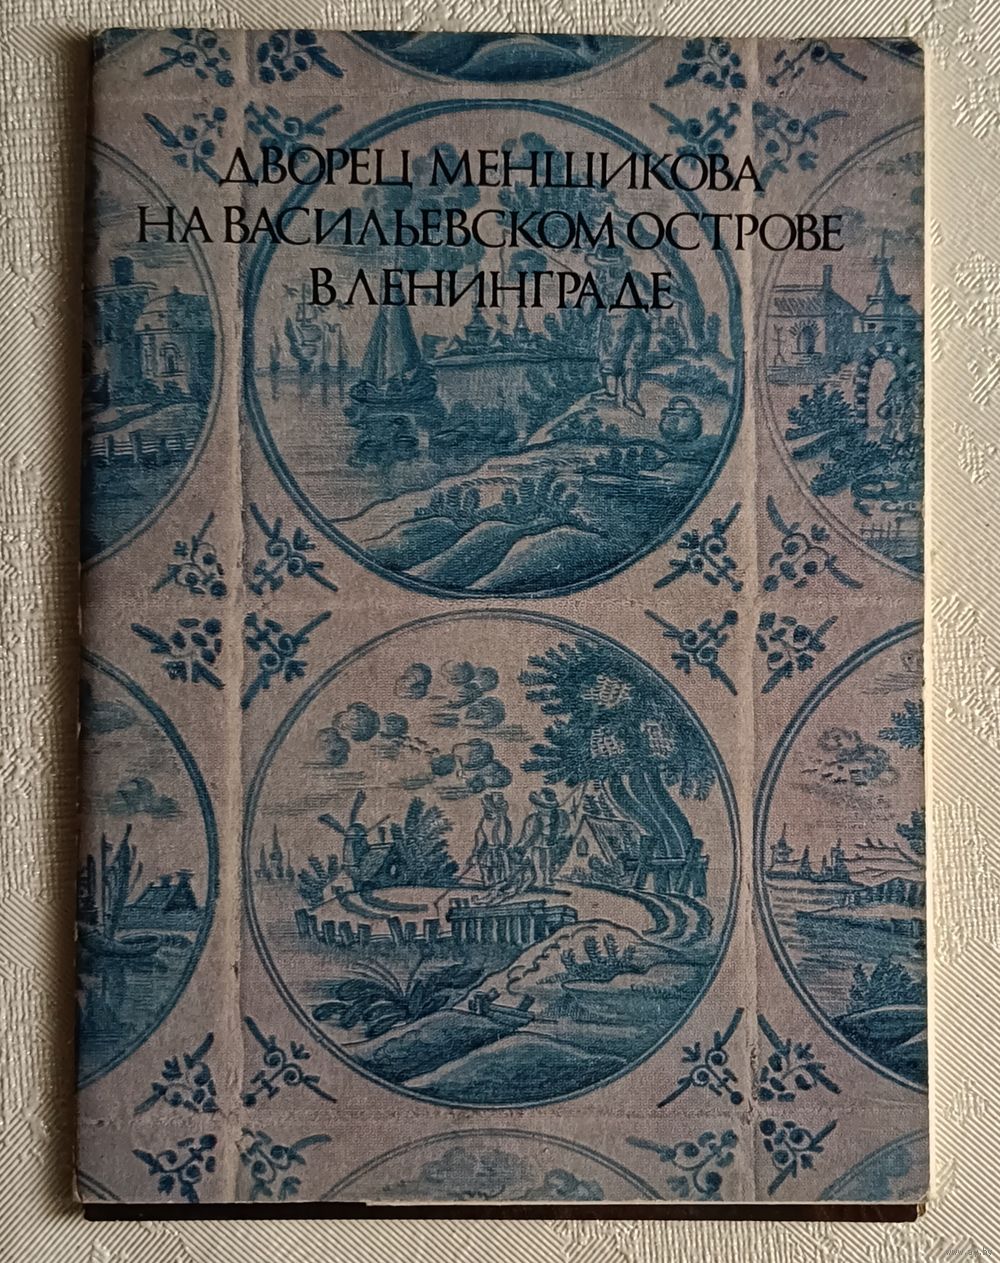 ДВОРЕЦ МЕНШИКОВА
НА ВАСИЛЬЕВСКОМ ОСТРОВЕ
В ЛЕНИНГРАДЕ